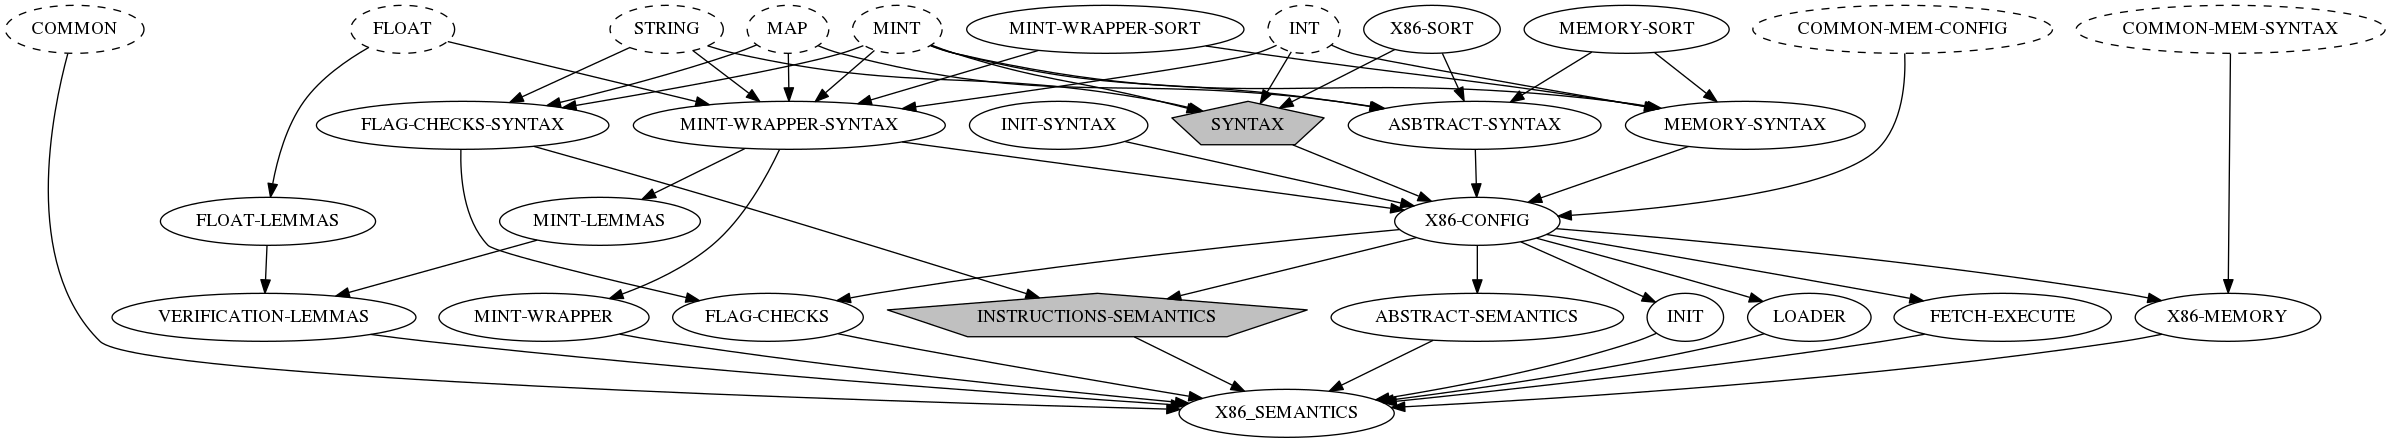 COMMON
FLOAT
STRING
MAP
MINT
MINT-WRAPPER-SORT
INT
X86-SORT
MEMORY-SORT
COMMON-MEM-CONFIG
COMMON-MEM-SYNTAX
FLAG-CHECKS-SYNTAX
MINT-WRAPPER-SYNTAX
INIT-SYNTAX
SYNTAX
ASBTRACT-SYNTAX
MEMORY-SYNTAX
FLOAT-LEMMAS
MINT-LEMMAS
X86-CONFIG
VERIFICATION-LEMMAS
MINT-WRAPPER
FLAG-CHECKS
INSTRUCTIONS-SEMANTICS
ABSTRACT-SEMANTICS
INIT
LOADER
FETCH-EXECUTE
X86-MEMORY
X86_SEMANTICS